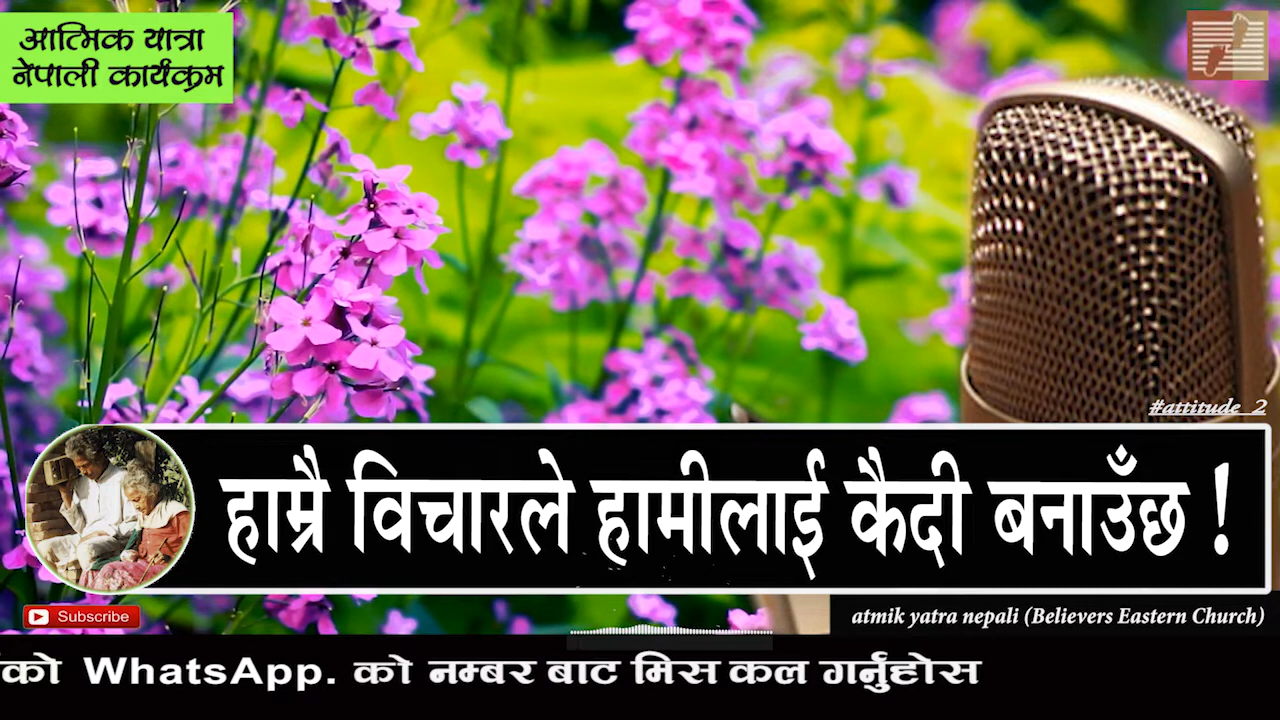 आत्मिक यात्रा
नेपाली कार्यक्रम
#attitude_2
हाम्रै विचारले हामीलाई कैदी बनाउँछ !
Subscribe
atmik yatra nepali (Believers Eastern Church)
को WhatsApp. को नम्बर बाट मिस कल गर्नुहोस